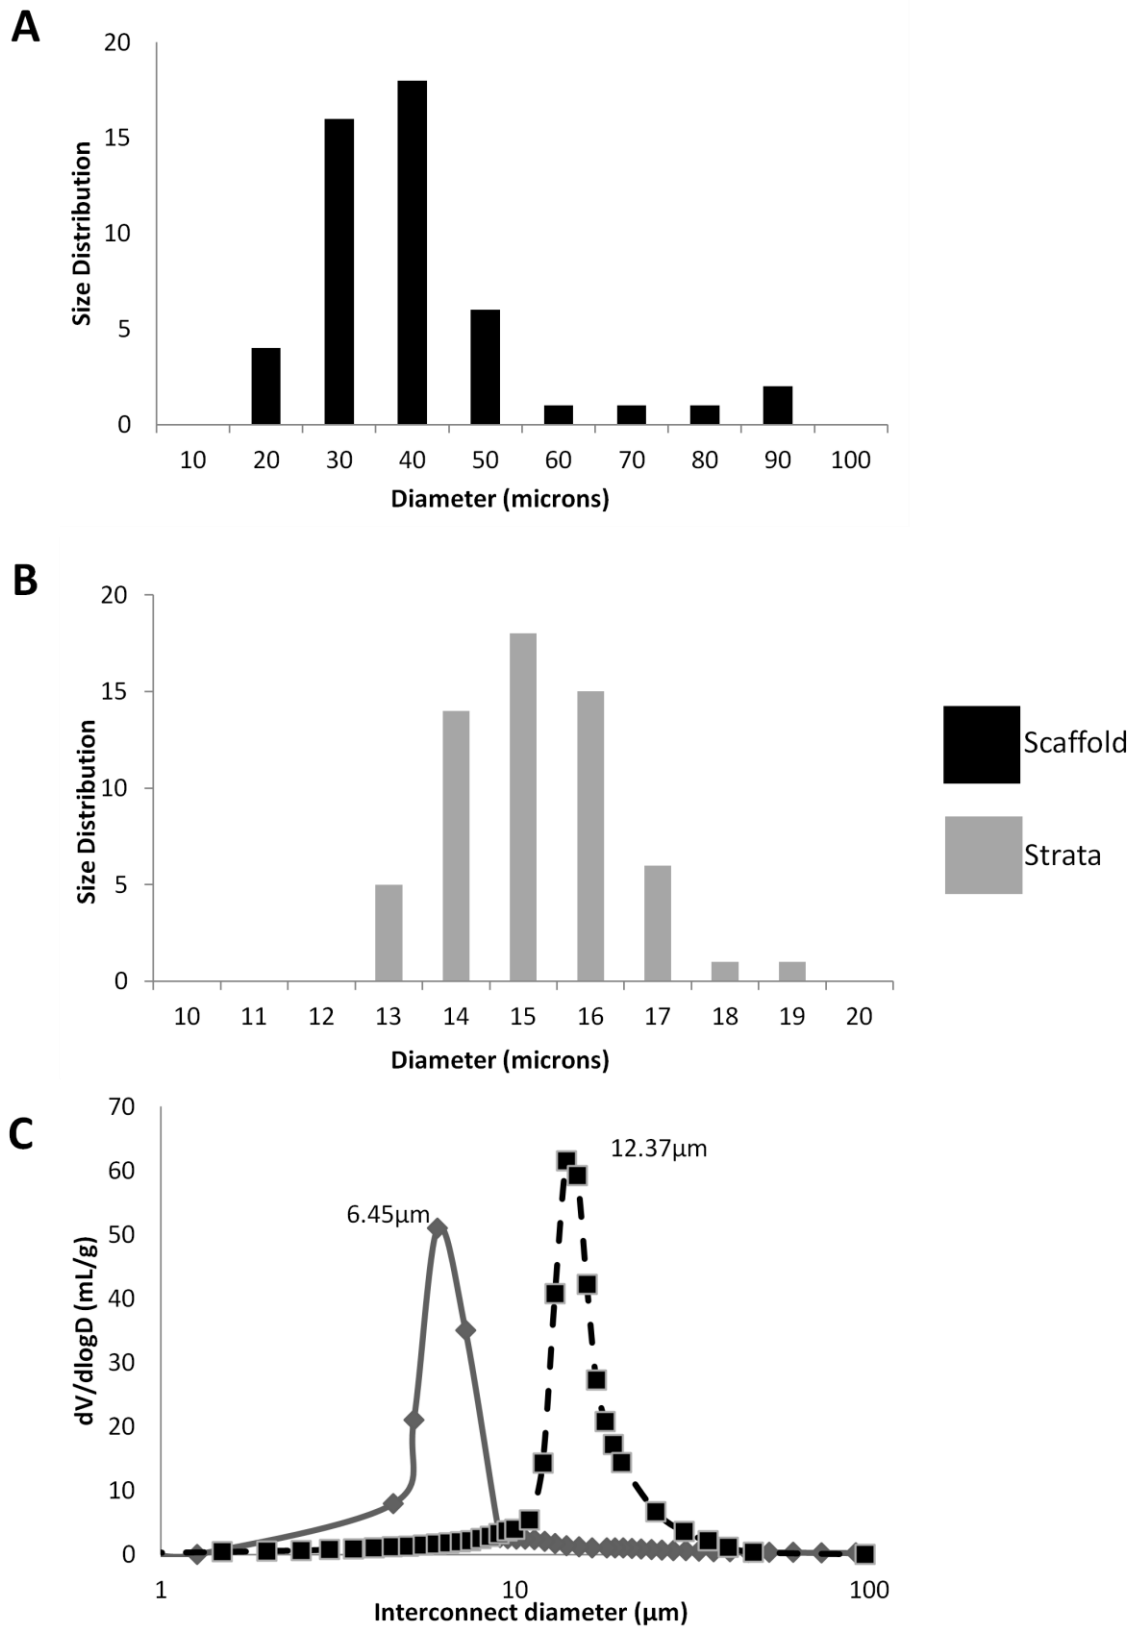 A
20
15
10
5
0
Size Distribution
10 20 30 40 50 60 70 80 90 100
Diameter (microns)
B
20
15
10
5
0
Size Distribution
10 11 12 13 14 15 16 17 18 19 20
Diameter (microns)
Scaffold
Strata
C
70
60
50
40
30
20
10
0
dV/dlogD (mL/g)
6.45µm
12.37µm
1 10 100
Interconnect diameter (µm)